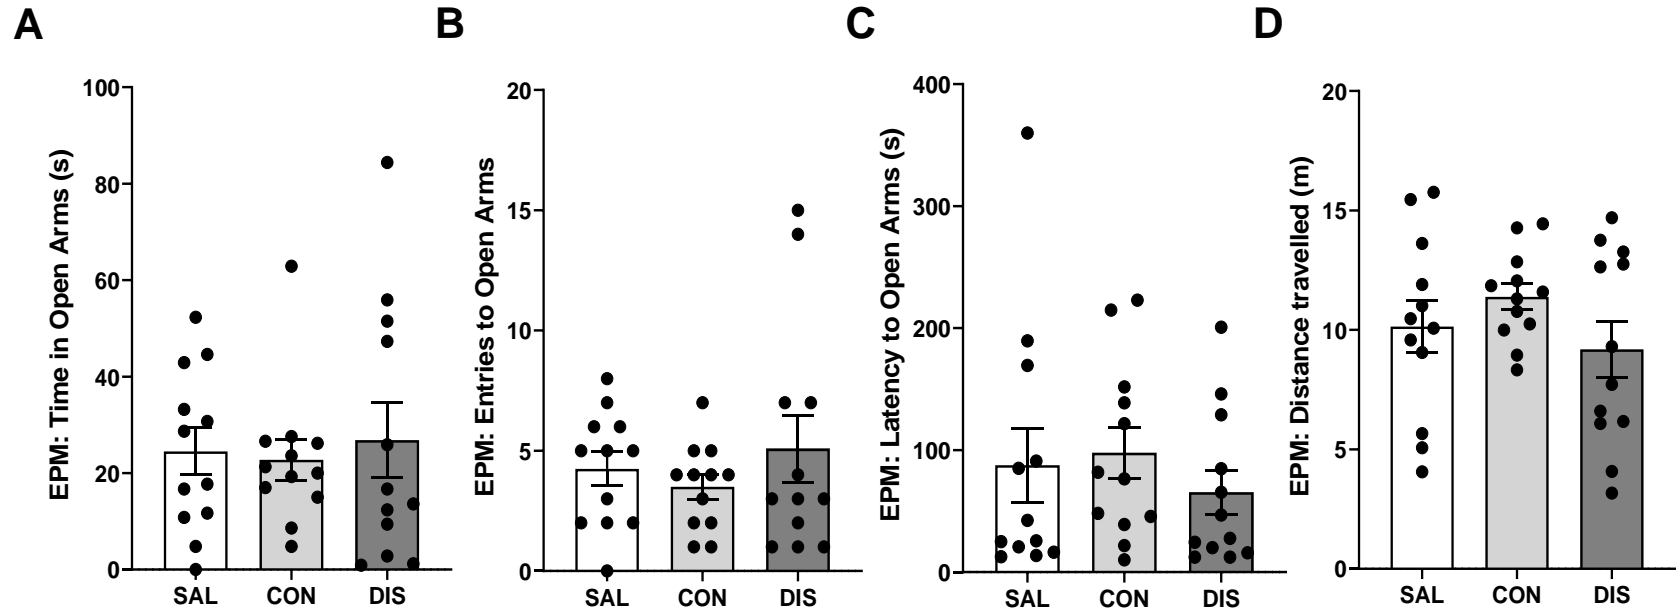 A
B
C
D
EPM: Time in Open Arms (s)
100
80
60
40
20
0
SAL CON DIS
EPM: Entries to Open Arms
20
15
10
5
0
SAL CON DIS
EPM: Latency to Open Arms (s)
400
300
200
100
0
SAL CON DIS
EPM: Distance travelled (m)
20
15
10
5
0
SAL CON DIS